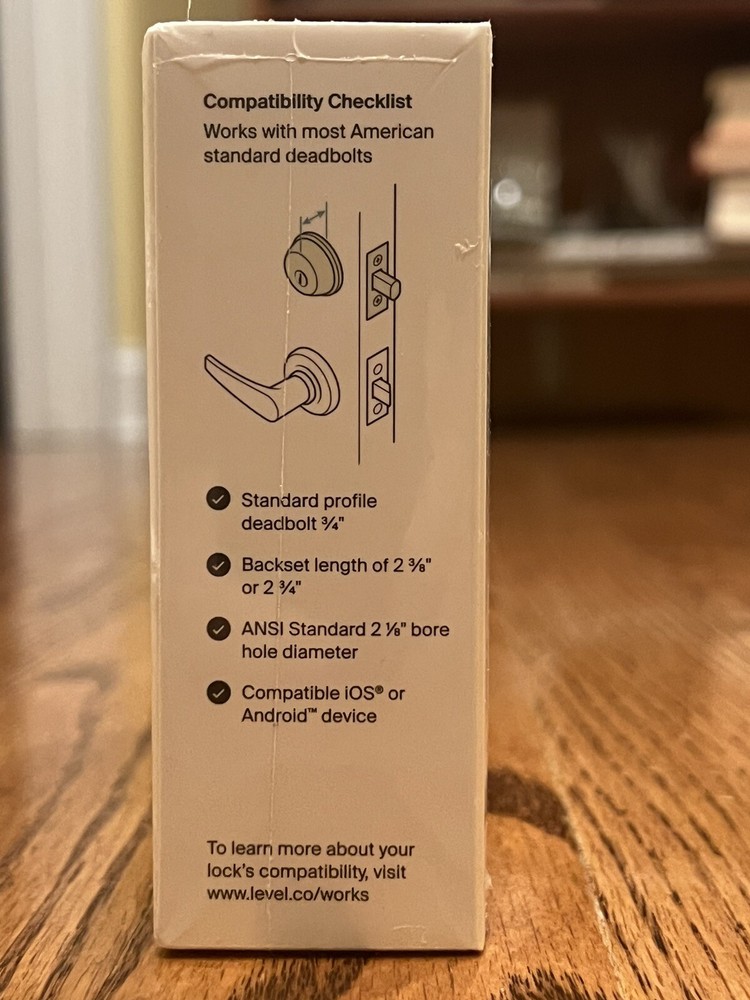 Compatibility Checklist
Works with most American
standard deadbolts
Standard profile
deadbolt ¾"
Backset length of 2 ⅜"
or 2 ¾"
ANSI Standard 2 ⅛" bore
hole diameter
Compatible iOS® or
Android™ device
To learn more about your
lock's compatibility, visit
www.level.co/works